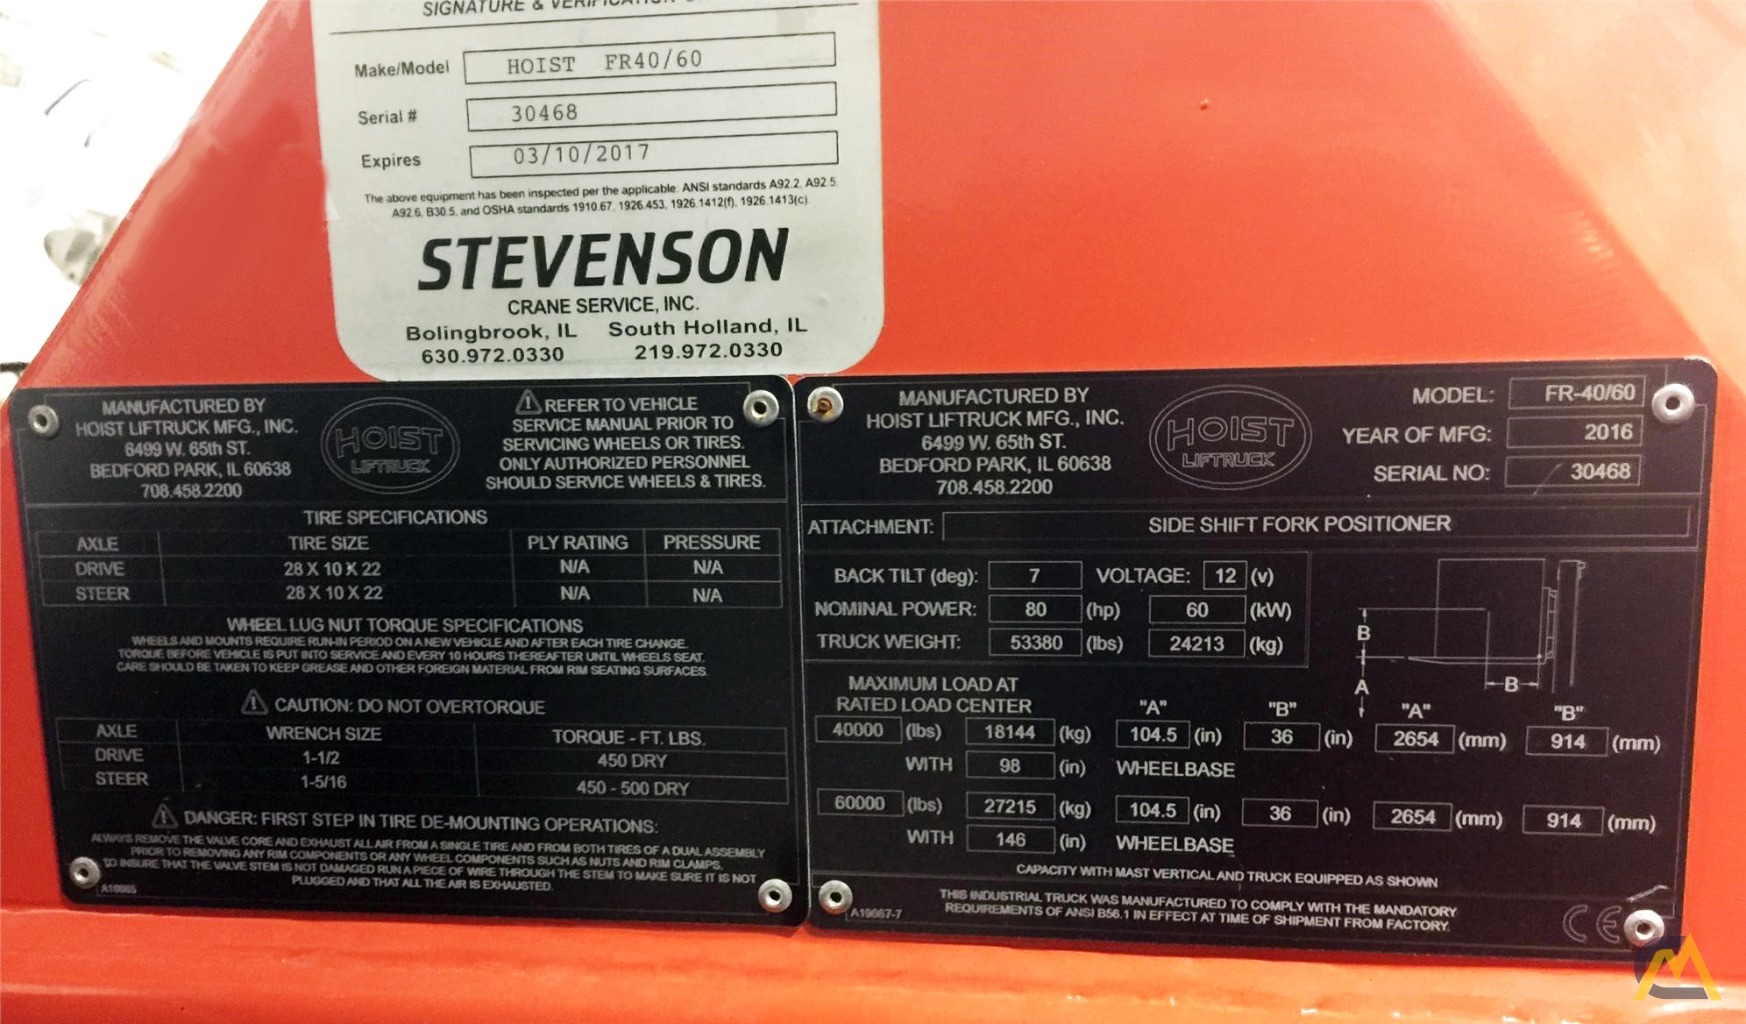 SIGNATURE & VERIFICATION
Make/Model HOIST FR40/60
Serial # 30468
Expires 03/10/2017
The above equipment has been inspected per the applicable ANSI standards A92.2, A92.5
A92.6, B30.5, and OSHA standards 1910.67, 1926.453, 1926.1412(f), 1926.1413(c)
STEVENSON
CRANE SERVICE, INC.
Bolingbrook, IL South Holland, IL
630.972.0330 219.972.0330
MANUFACTURED BY
HOIST LIFTRUCK MFG., INC.
6499 W. 65th ST.
BEDFORD PARK, IL 60638
708.458.2200
HOIST
LIFTRUCK
REFER TO VEHICLE
SERVICE MANUAL PRIOR TO
SERVICING WHEELS OR TIRES.
ONLY AUTHORIZED PERSONNEL
SHOULD SERVICE WHEELS & TIRES.
TIRE SPECIFICATIONS
AXLE TIRE SIZE PLY RATING PRESSURE
DRIVE 28 X 10 X 22 N/A N/A
STEER 28 X 10 X 22 N/A N/A
WHEEL LUG NUT TORQUE SPECIFICATIONS
WHEELS AND MOUNTS REQUIRE RUN-IN PERIOD ON A NEW VEHICLE AND AFTER EACH TIRE CHANGE.
TORQUE BEFORE VEHICLE IS PUT INTO SERVICE AND EVERY 10 HOURS THEREAFTER UNTIL WHEELS SEAT.
CARE SHOULD BE TAKEN TO KEEP GREASE AND OTHER FOREIGN MATERIAL FROM RIM SEATING SURFACES.
CAUTION: DO NOT OVERTORQUE
AXLE WRENCH SIZE TORQUE - FT. LBS.
DRIVE 1-1/2 450 DRY
STEER 1-5/16 450 - 500 DRY
DANGER: FIRST STEP IN TIRE DE-MOUNTING OPERATIONS:
ALWAYS REMOVE THE VALVE CORE AND EXHAUST ALL AIR FROM A SINGLE TIRE AND FROM BOTH TIRES OF A DUAL ASSEMBLY
PRIOR TO REMOVING ANY RIM COMPONENTS OR ANY WHEEL COMPONENTS SUCH AS NUTS AND RIM CLAMPS.
TO INSURE THAT THE VALVE STEM IS NOT DAMAGED RUN A PIECE OF WIRE THROUGH THE STEM TO MAKE SURE IT IS NOT
PLUGGED AND THAT ALL THE AIR IS EXHAUSTED.
MANUFACTURED BY
HOIST LIFTRUCK MFG., INC.
6499 W. 65th ST.
BEDFORD PARK, IL 60638
708.458.2200
HOIST
LIFTRUCK
MODEL: FR-40/60
YEAR OF MFG: 2016
SERIAL NO: 30468
ATTACHMENT: SIDE SHIFT FORK POSITIONER
BACK TILT (deg): 7 VOLTAGE: 12 (v)
NOMINAL POWER: 80 (hp) 60 (kW)
TRUCK WEIGHT: 53380 (lbs) 24213 (kg)
B
A
B
MAXIMUM LOAD AT
RATED LOAD CENTER "A" "B" "A" "B"
40000 (lbs) 18144 (kg) 104.5 (in) 36 (in) 2654 (mm) 914 (mm)
WITH 98 (in) WHEELBASE
60000 (lbs) 27215 (kg) 104.5 (in) 36 (in) 2654 (mm) 914 (mm)
WITH 146 (in) WHEELBASE
CAPACITY WITH MAST VERTICAL AND TRUCK EQUIPPED AS SHOWN
THIS INDUSTRIAL TRUCK WAS MANUFACTURED TO COMPLY WITH THE MANDATORY
REQUIREMENTS OF ANSI B56.1 IN EFFECT AT TIME OF SHIPMENT FROM FACTORY.
A19667-7
CE